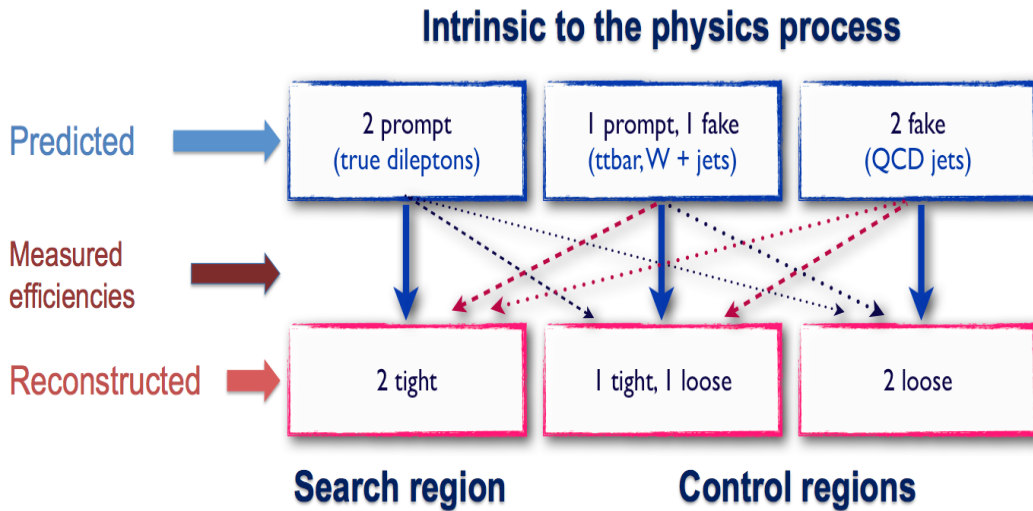 Intrinsic to the physics process
Predicted
2 prompt
(true dileptons)
1 prompt, 1 fake
(ttbar, W + jets)
2 fake
(QCD jets)
Measured
efficiencies
Reconstructed
2 tight
1 tight, 1 loose
2 loose
Search region
Control regions